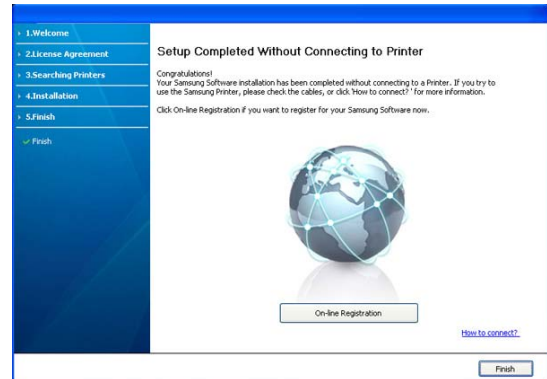 1.Welcome
2.License Agreement
3.Searching Printers
4.Installation
5.Finish
Finish
Setup Completed Without Connecting to Printer
Congratulations!
Your Samsung Software installation has been completed without connecting to a Printer. If you try to
use the Samsung Printer, please check the cables, or click 'How to connect? ' for more information.
Click On-line Registration if you want to register for your Samsung Software now.
On-line Registration
How to connect?
Finish